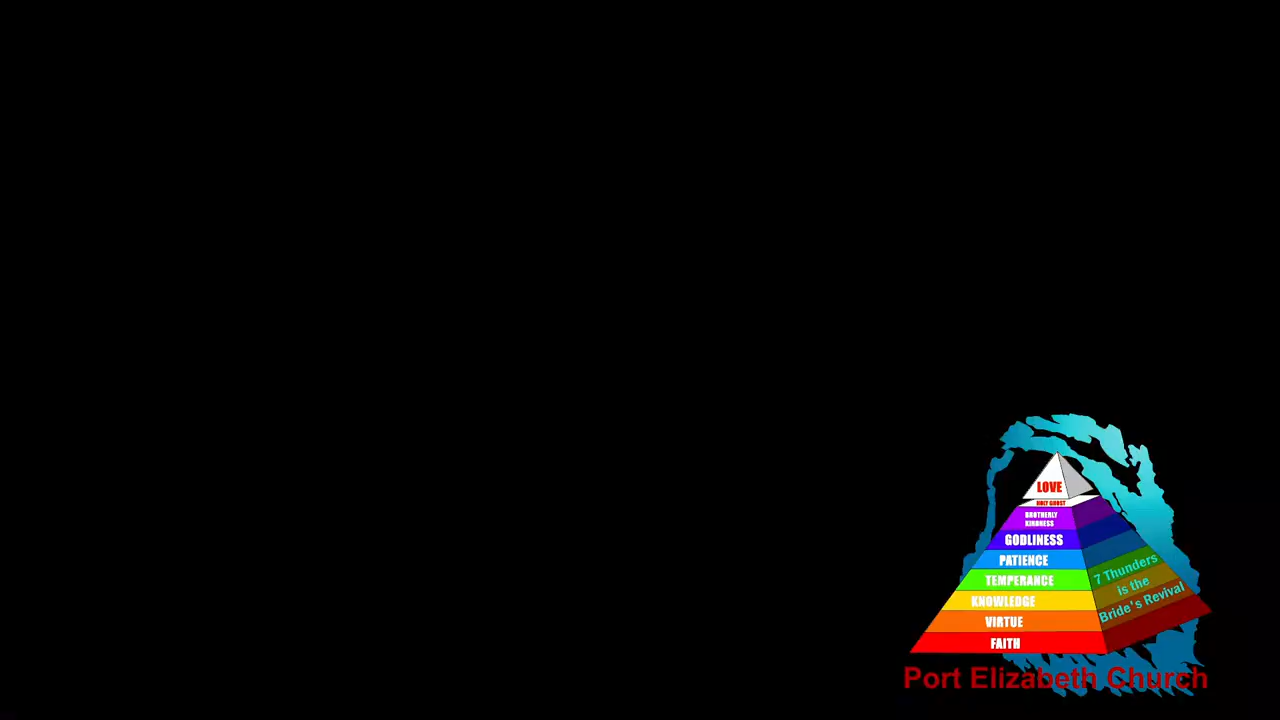 LOVE
HOLY GHOST
BROTHERLY
KINDNESS
GODLINESS
PATIENCE
TEMPERANCE
KNOWLEDGE
VIRTUE
FAITH
7 Thunders
is the
Bride's Revival
Port Elizabeth Church